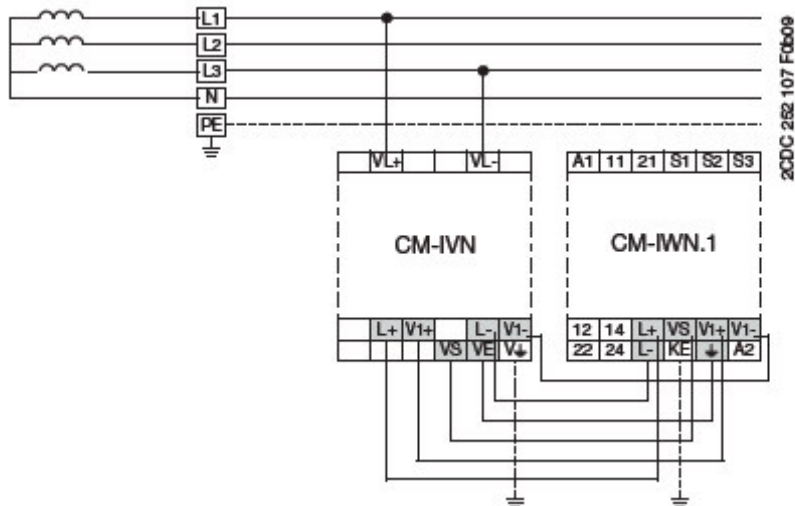 L1
L2
L3
N
PE
VL+ VL-
A1 11 21 S1 S2 S3
CM-IVN
CM-IWN.1
L+ V1+ L- V1-
VS VE V⏚
12 14 L+ VS V1+ V1-
22 24 L- KE ⏚ A2
2CDC 252 107 F0b09